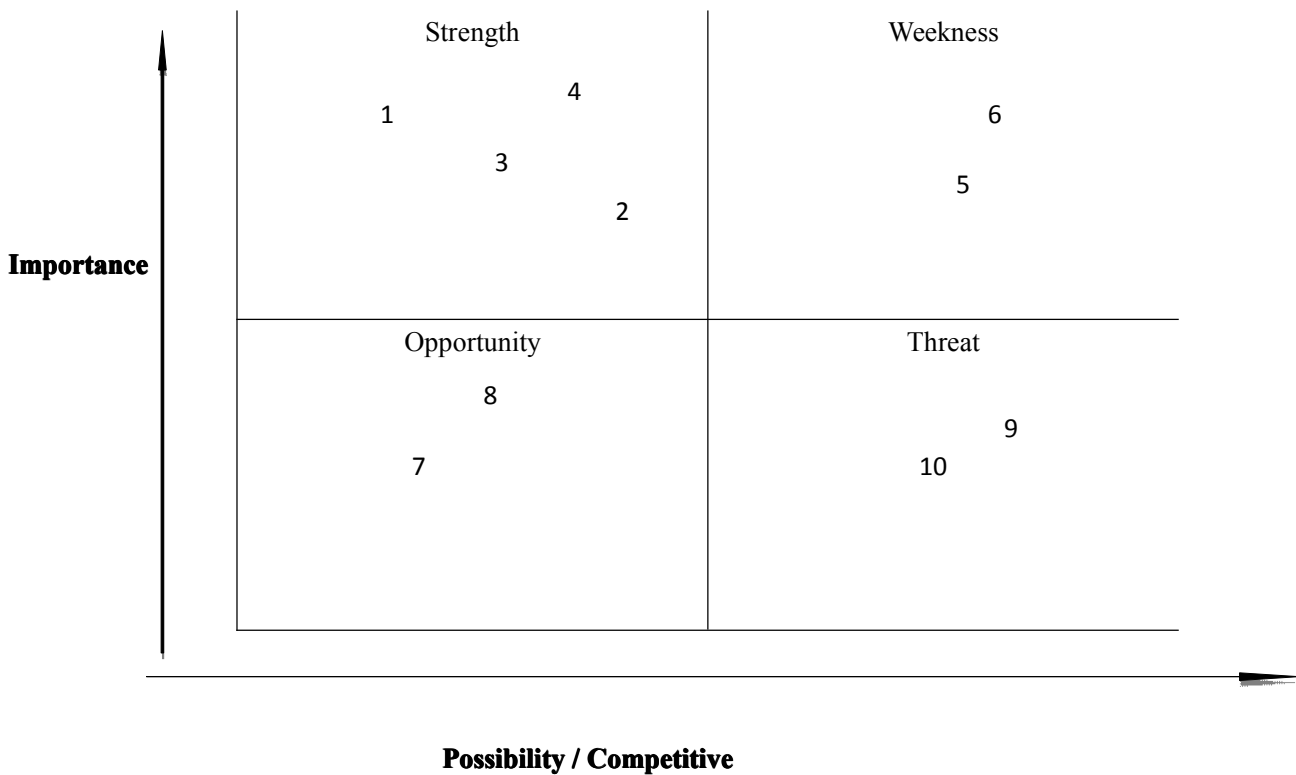 Strength
Weekness
4
1
6
3
5
2
Importance
Opportunity
Threat
8
9
7
10
Possibility / Competitive